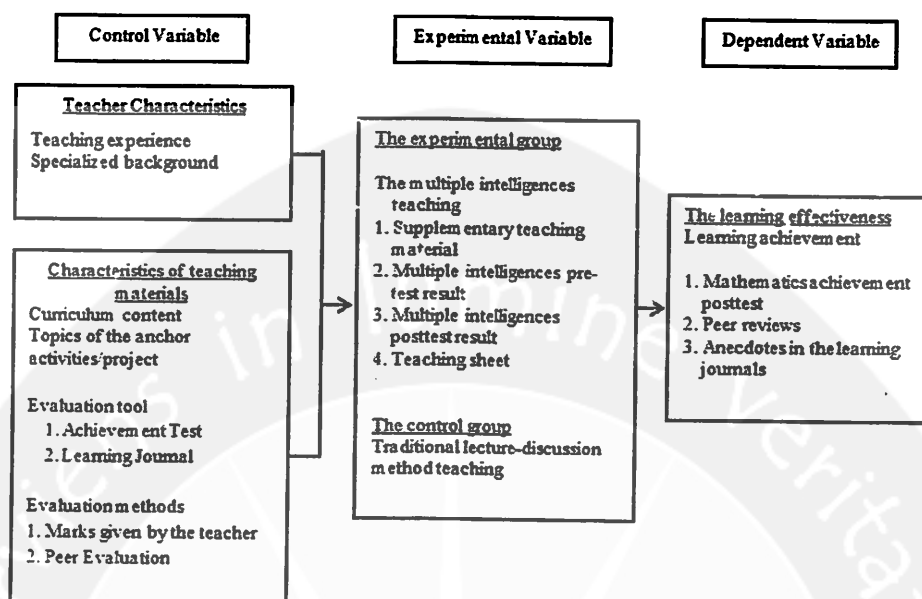 Control Variable
Experimental Variable
Dependent Variable
Teacher Characteristics
Teaching experience
Specialized background
Characteristics of teaching
materials
Curriculum content
Topics of the anchor
activities/project
Evaluation tool
1. Achievement Test
2. Learning Journal
Evaluation methods
1. Marks given by the teacher
2. Peer Evaluation
The experimental group
The multiple intelligences
teaching
1. Supplementary teaching
material
2. Multiple intelligences pre-
test result
3. Multiple intelligences
posttest result
4. Teaching sheet
The control group
Traditional lecture-discussion
method teaching
The learning effectiveness
Learning achievement
1. Mathematics achievement
posttest
2. Peer reviews
3. Anecdotes in the learning
journals